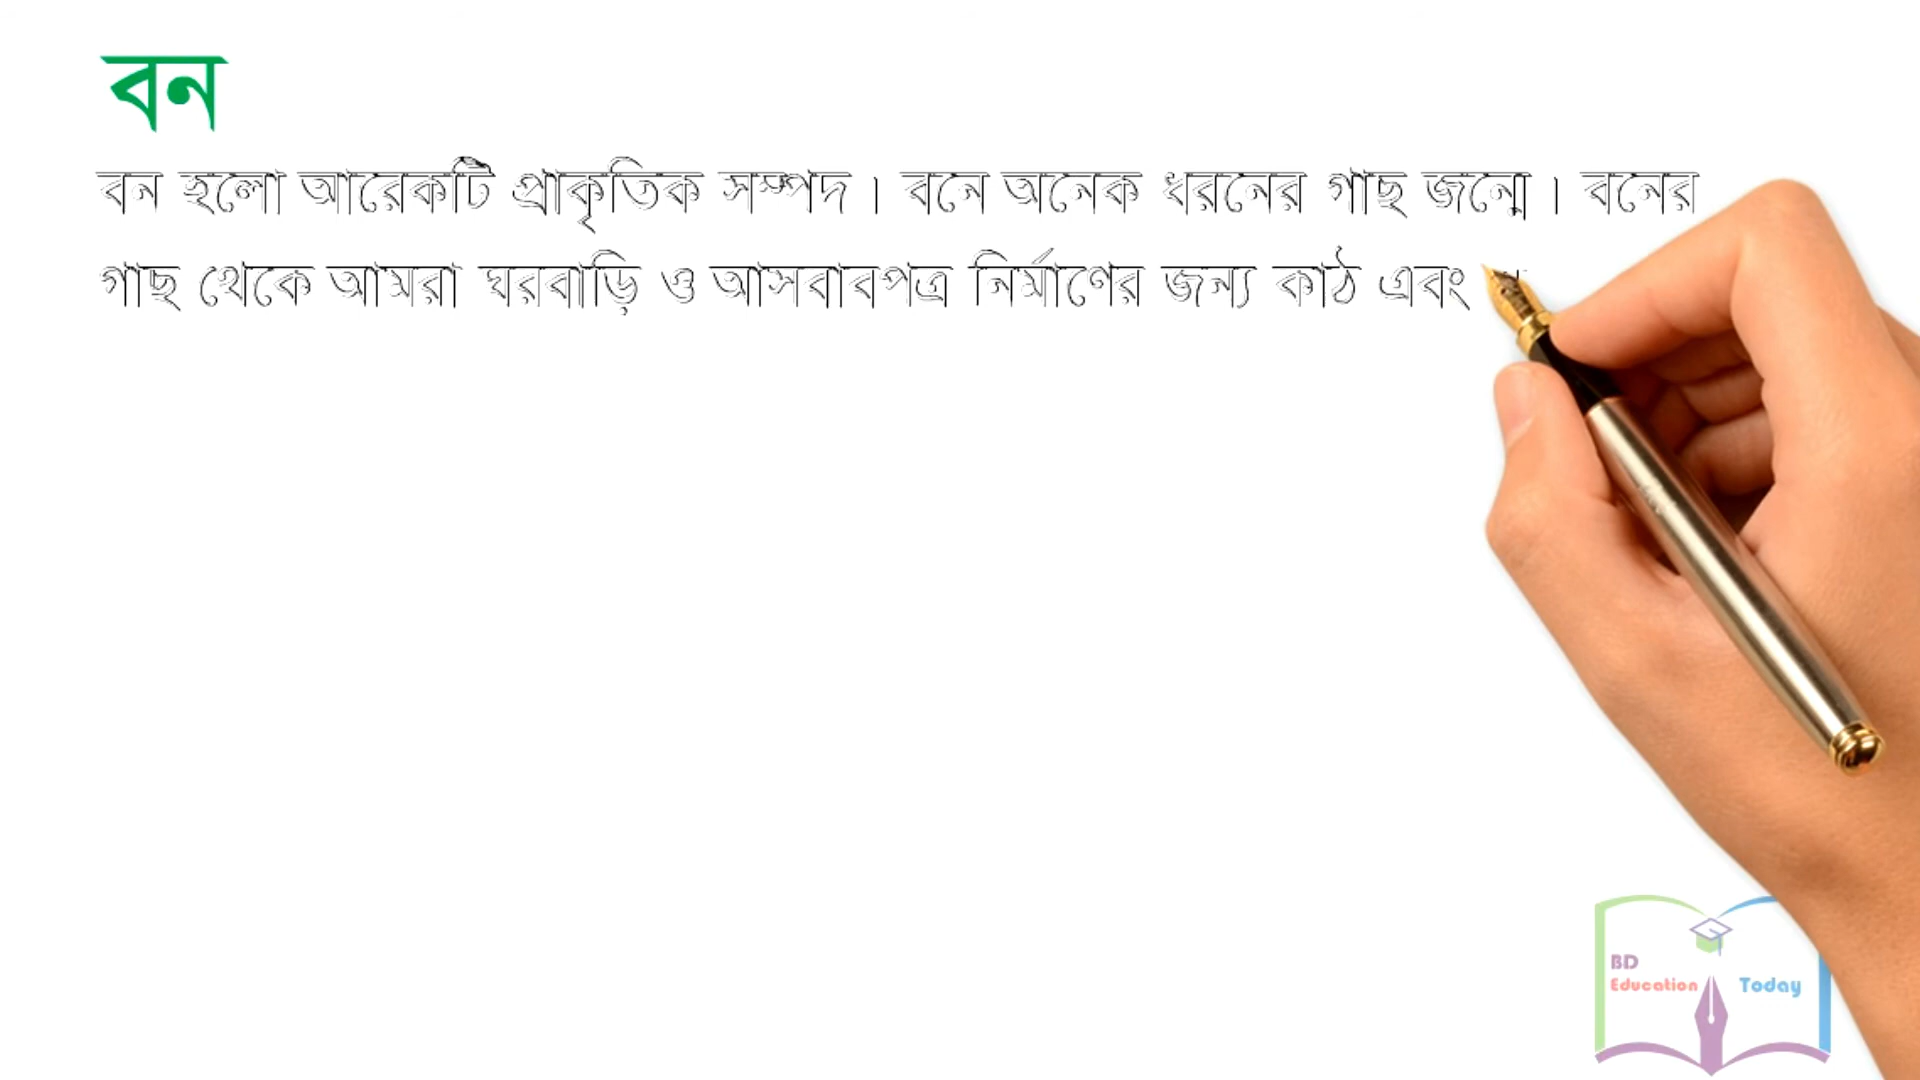 বন
বন হলো আরেকটি প্রাকৃতিক সম্পদ। বনে অনেক ধরনের গাছ জন্মে। বনের
গাছ থেকে আমরা ঘরবাড়ি ও আসবাবপত্র নির্মাণের জন্য কাঠ এবং
BD
Education Today